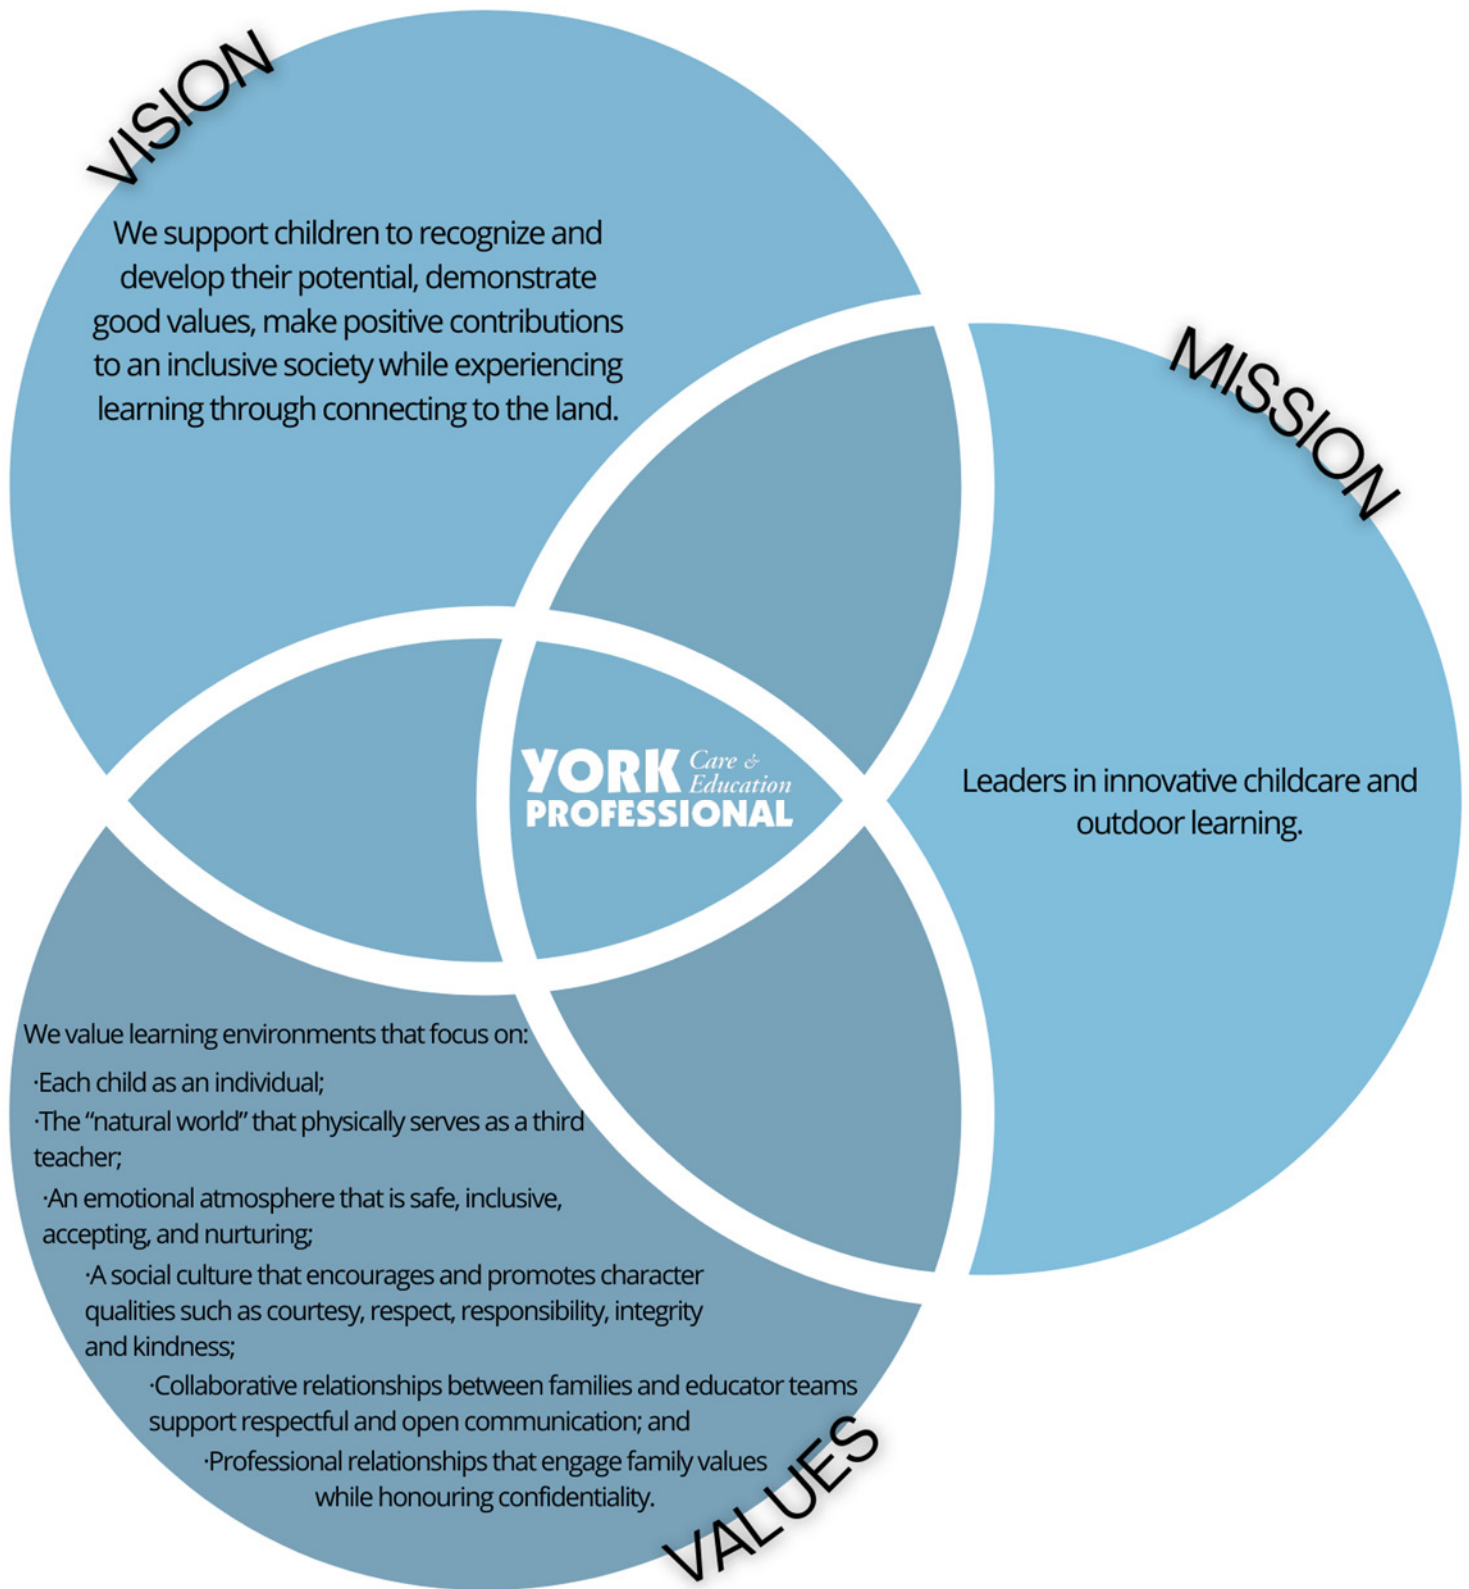 VISION
We support children to recognize and
develop their potential, demonstrate
good values, make positive contributions
to an inclusive society while experiencing
learning through connecting to the land.
MISSION
Leaders in innovative childcare and
outdoor learning.
YORK Care &
Education
PROFESSIONAL
We value learning environments that focus on:
·Each child as an individual;
·The “natural world” that physically serves as a third
teacher;
·An emotional atmosphere that is safe, inclusive,
accepting, and nurturing;
·A social culture that encourages and promotes character
qualities such as courtesy, respect, responsibility, integrity
and kindness;
·Collaborative relationships between families and educator teams
support respectful and open communication; and
·Professional relationships that engage family values
while honouring confidentiality.
VALUES